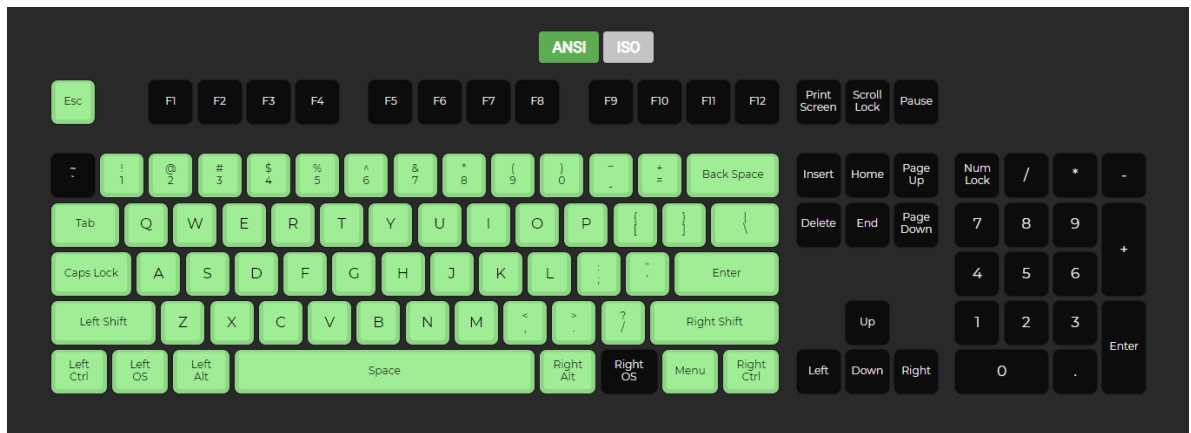 ANSI ISO
Esc F1 F2 F3 F4 F5 F6 F7 F8 F9 F10 F11 F12 Print Screen Scroll Lock Pause
~ ` ! 1 @ 2 # 3 $ 4 % 5 ^ 6 & 7 * 8 ( 9 ) 0 _ - + = Back Space Insert Home Page Up Num Lock / * -
Tab Q W E R T Y U I O P { [ } ] | \ Delete End Page Down 7 8 9 +
Caps Lock A S D F G H J K L : ; " ' Enter 4 5 6
Left Shift Z X C V B N M < , > . ? / Right Shift Up 1 2 3 Enter
Left Ctrl Left OS Left Alt Space Right Alt Right OS Menu Right Ctrl Left Down Right 0 .